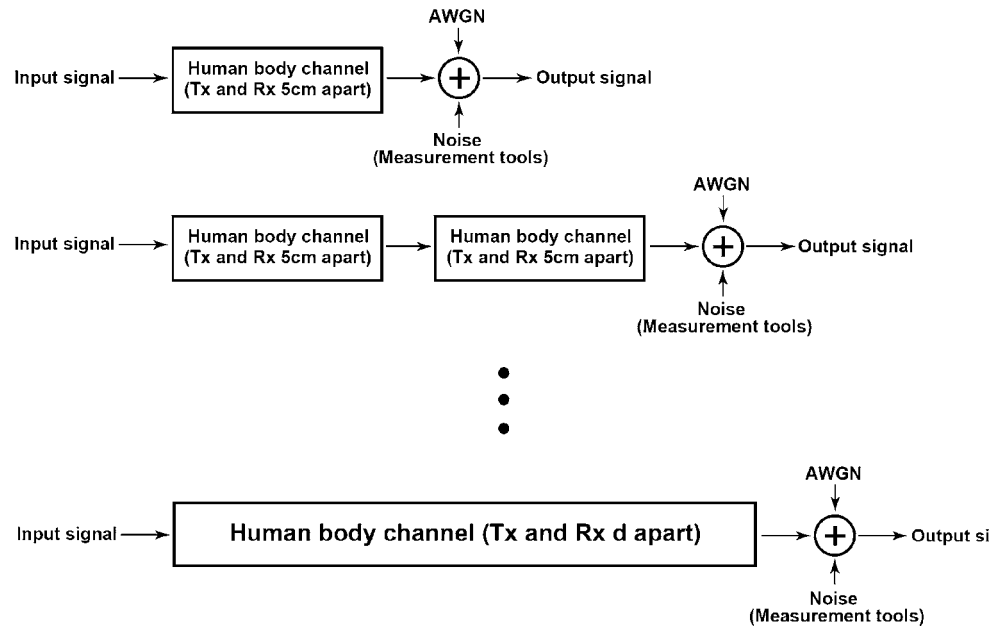 AWGN
Input signal
Human body channel
(Tx and Rx 5cm apart)
Output signal
Noise
(Measurement tools)
AWGN
Input signal
Human body channel
(Tx and Rx 5cm apart)
Human body channel
(Tx and Rx 5cm apart)
Output signal
Noise
(Measurement tools)
AWGN
Input signal
Human body channel (Tx and Rx d apart)
Output si
Noise
(Measurement tools)